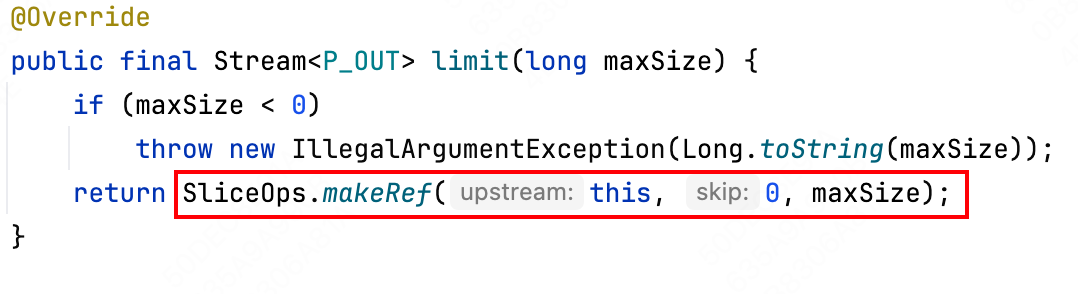 @Override
public final Stream<P_OUT> limit(long maxSize) {
if (maxSize < 0)
throw new IllegalArgumentException(Long.toString(maxSize));
return SliceOps.makeRef( upstream: this, skip: 0, maxSize);
}